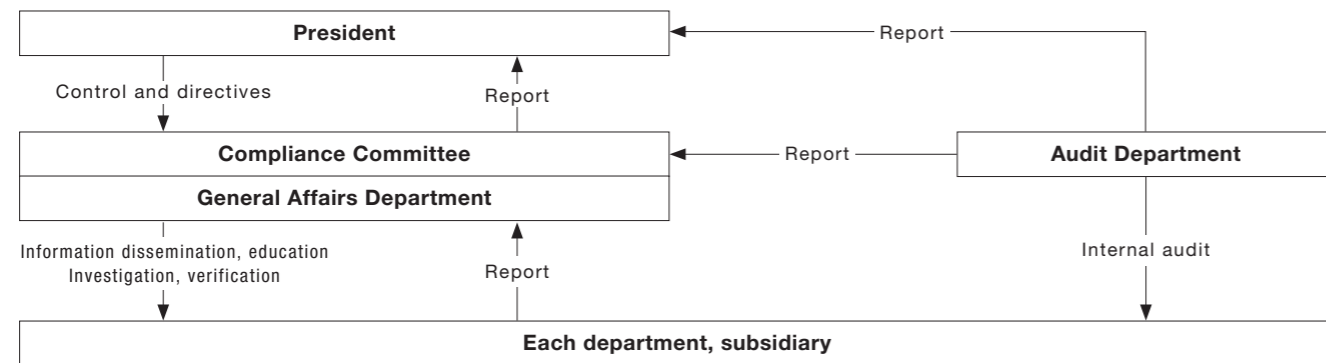 President
Report
Control and directives
Report
Compliance Committee
Report
Audit Department
General Affairs Department
Information dissemination, education
Investigation, verification
Report
Internal audit
Each department, subsidiary